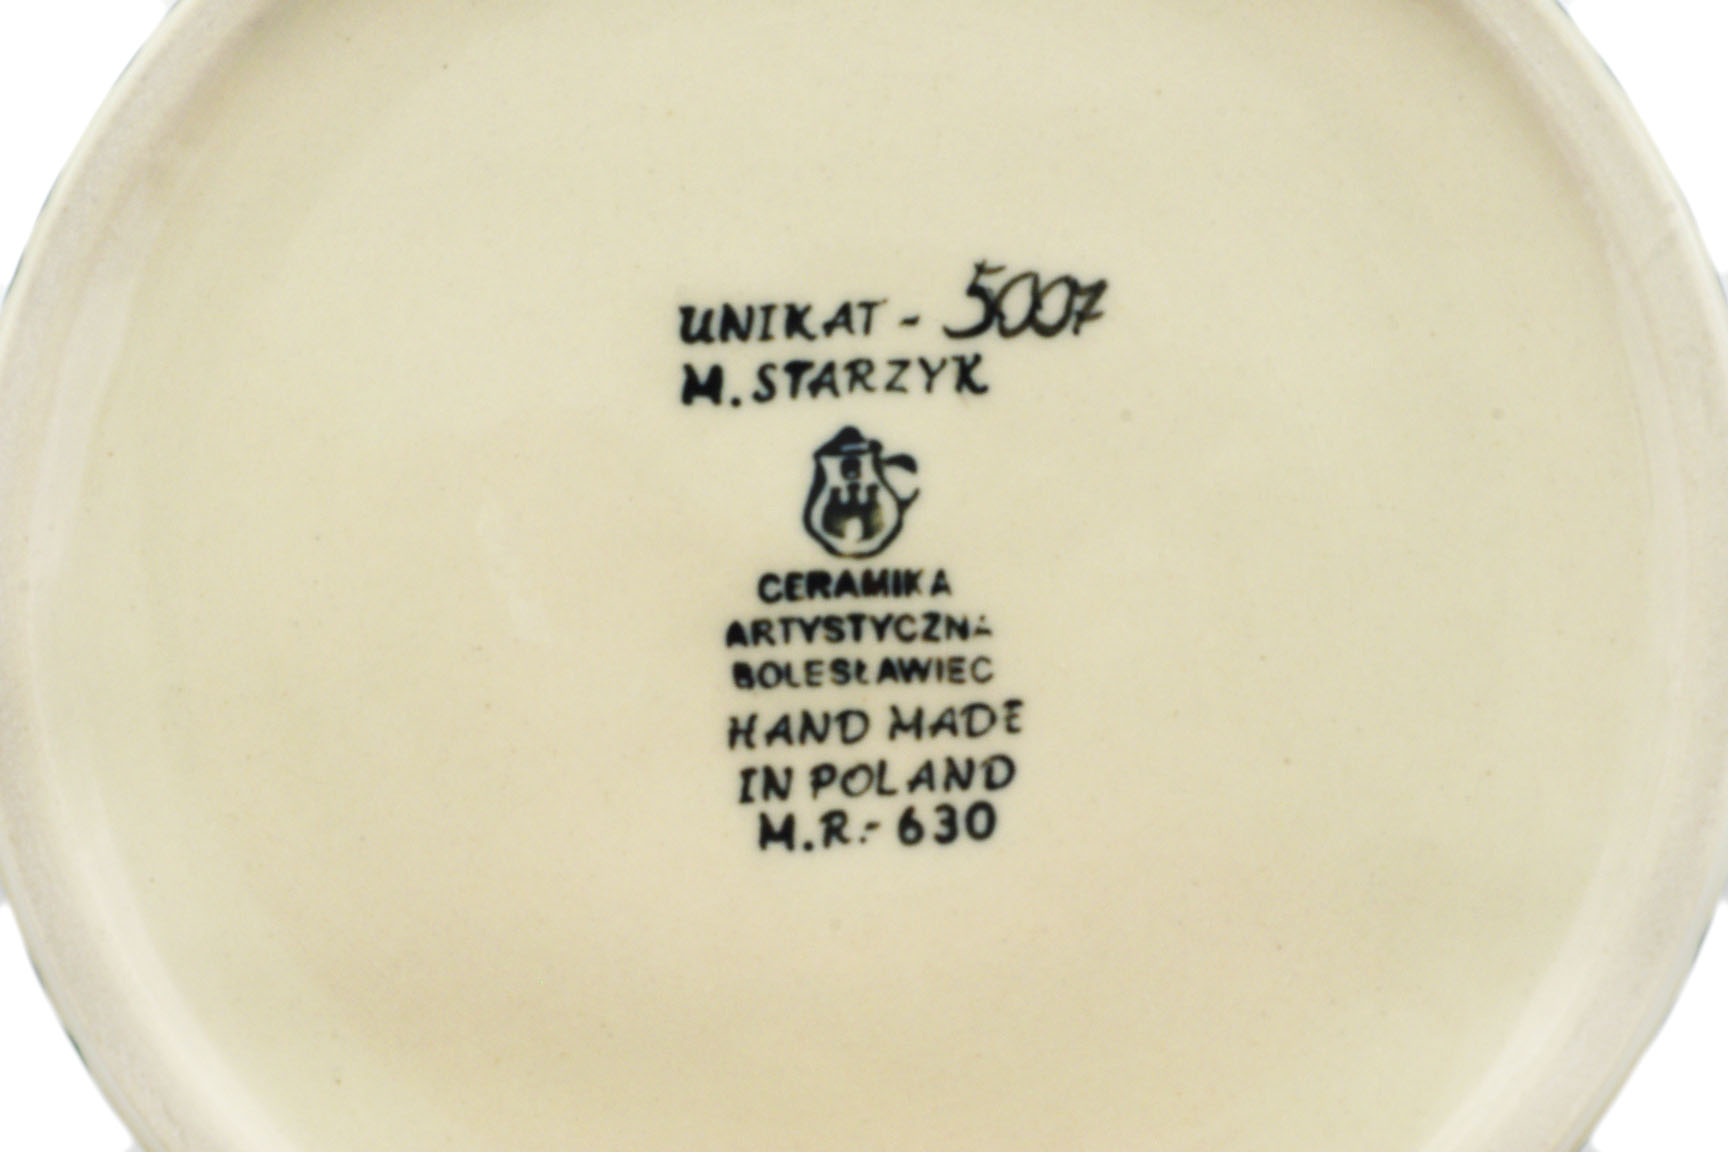 UNIKAT - 5007
M. STARZYK
CERAMIKA
ARTYSTYCZNA
BOLESŁAWIEC
HAND MADE
IN POLAND
M.R.- 630